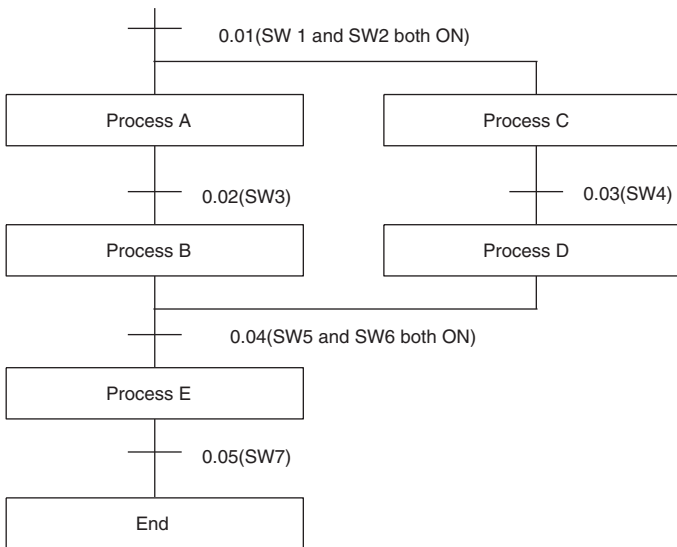 0.01(SW 1 and SW2 both ON)
Process A
Process C
0.02(SW3)
0.03(SW4)
Process B
Process D
0.04(SW5 and SW6 both ON)
Process E
0.05(SW7)
End